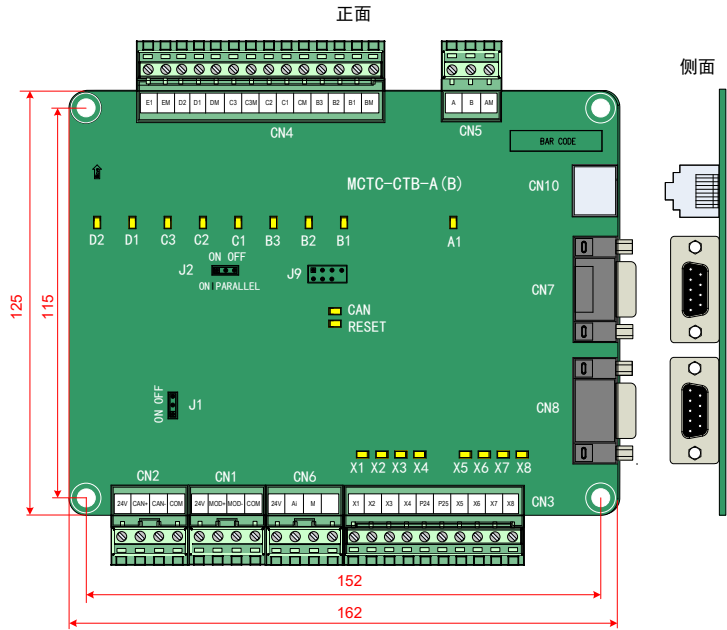 正面
侧面
E1 EM D2 D1 DM C3 C3M C2 C1 CM B3 B2 B1 BM
A B AM
CN4
CN5
BAR CODE
MCTC-CTB-A(B)
CN10
D2 D1 C3 C2 C1 B3 B2 B1 A1
ON OFF
J2
J9
ON PARALLEL
CN7
CAN
RESET
125
115
ON OFF
J1
CN8
X1 X2 X3 X4 X5 X6 X7 X8
CN2 CN1 CN6 CN3
24V CAN+ CAN- COM 24V MOD+ MOD- COM 24V Ai M X1 X2 X3 X4 P24 P25 X5 X6 X7 X8
152
162